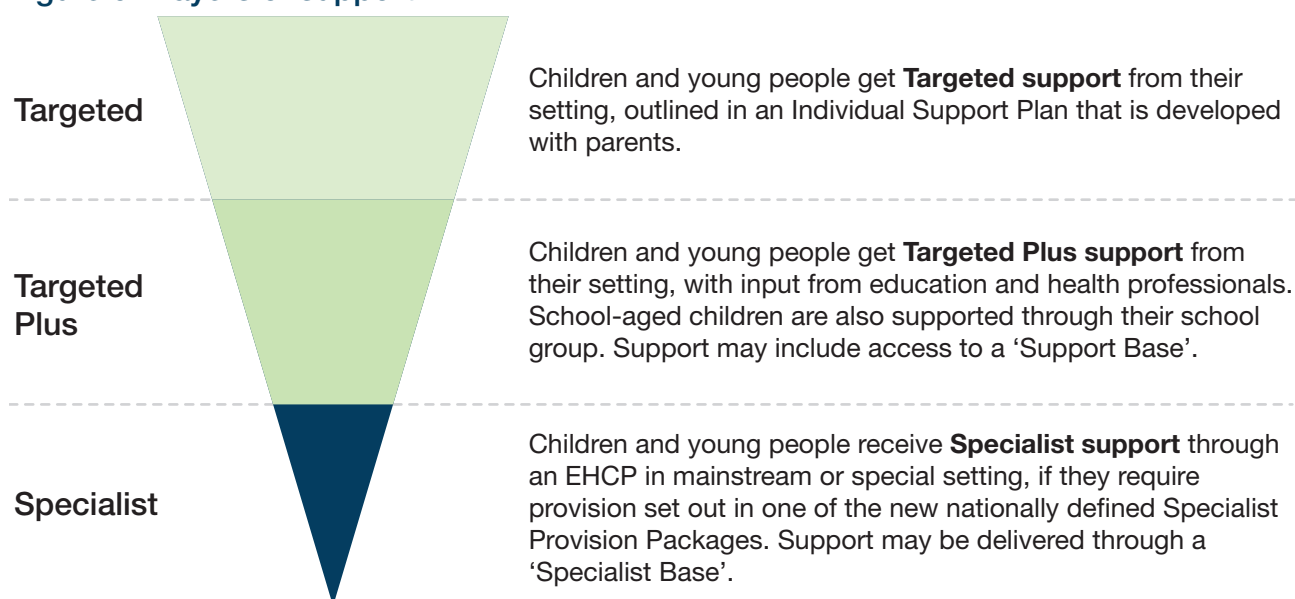 Targeted
Children and young people get Targeted support from their
setting, outlined in an Individual Support Plan that is developed
with parents.
Targeted
Plus
Children and young people get Targeted Plus support from
their setting, with input from education and health professionals.
School-aged children are also supported through their school
group. Support may include access to a ‘Support Base’.
Specialist
Children and young people receive Specialist support through
an EHCP in mainstream or special setting, if they require
provision set out in one of the new nationally defined Specialist
Provision Packages. Support may be delivered through a
‘Specialist Base’.